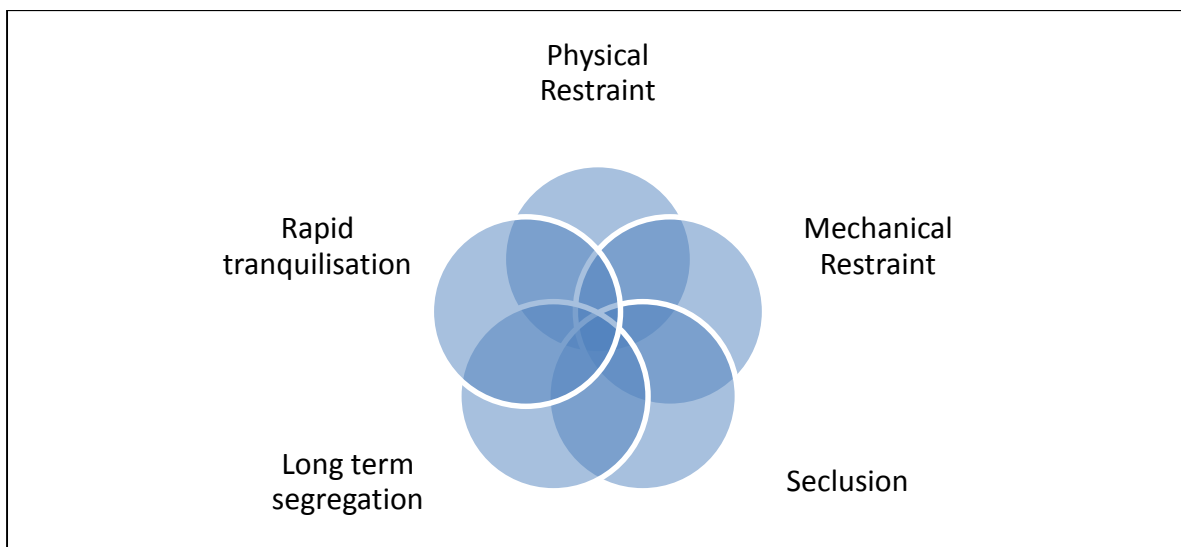 Physical
Restraint
Rapid
tranquilisation
Mechanical
Restraint
Long term
segregation
Seclusion